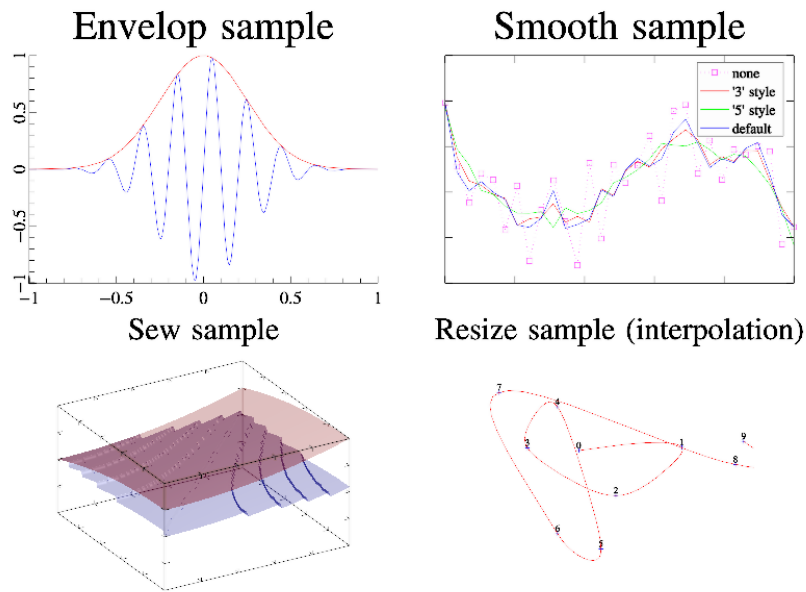 Envelop sample
Smooth sample
1
0.5
0
−0.5
−1
−1
−0.5
0
0.5
1
none
'3' style
'5' style
default
Sew sample
Resize sample (interpolation)
7
4
3
0
1
9
8
2
6
5